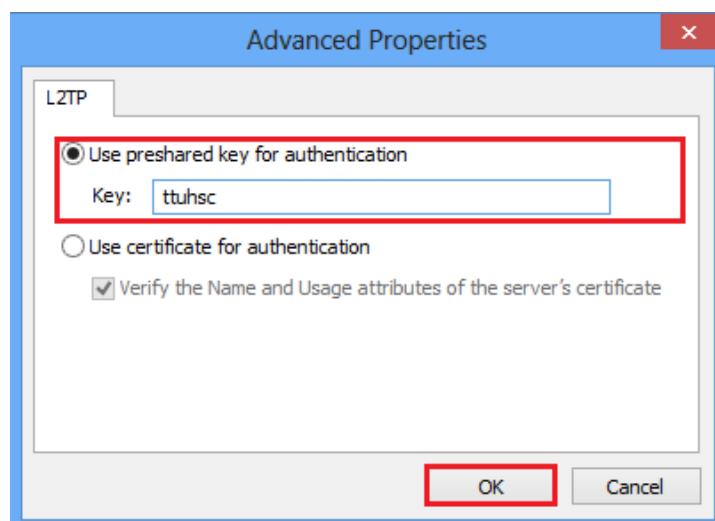 Advanced Properties
L2TP
Use preshared key for authentication
Key: ttuhsc
Use certificate for authentication
Verify the Name and Usage attributes of the server's certificate
OK Cancel